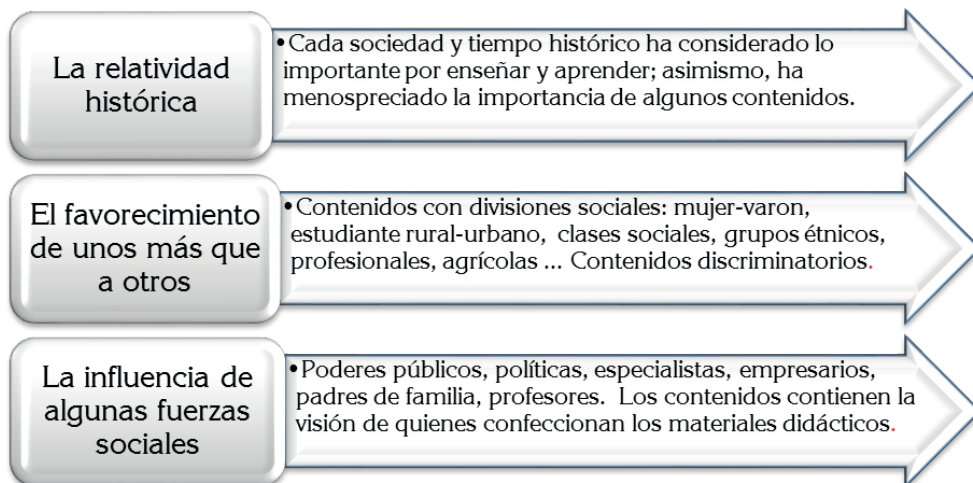 La relatividad
histórica
•Cada sociedad y tiempo histórico ha considerado lo
importante por enseñar y aprender; asimismo, ha
menospreciado la importancia de algunos contenidos.
El favorecimiento
de unos más que
a otros
•Contenidos con divisiones sociales: mujer-varon,
estudiante rural-urbano, clases sociales, grupos étnicos,
profesionales, agrícolas ... Contenidos discriminatorios.
La influencia de
algunas fuerzas
sociales
•Poderes públicos, políticas, especialistas, empresarios,
padres de familia, profesores. Los contenidos contienen la
visión de quienes confeccionan los materiales didácticos.